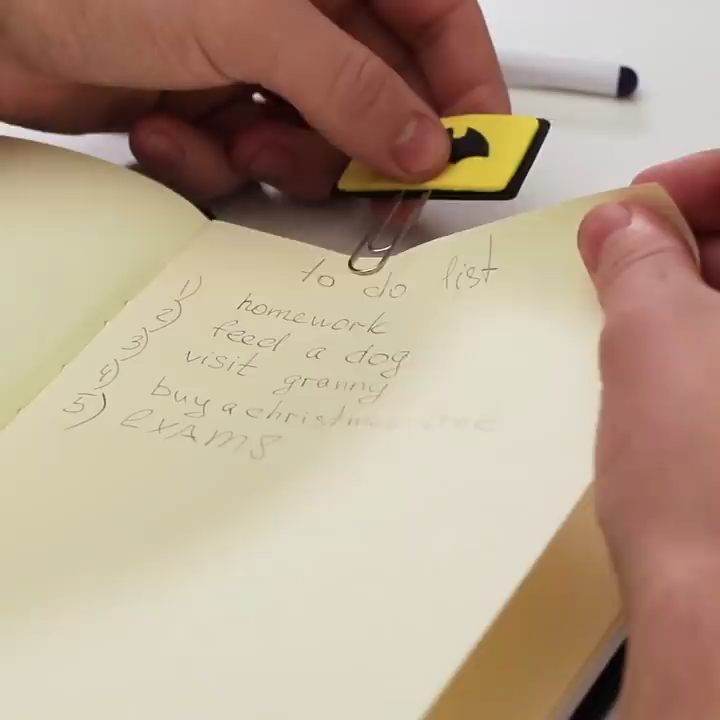 to do list
1) homework
2) feed a dog
3) visit granny
4) buy a christmas tree
5) exams